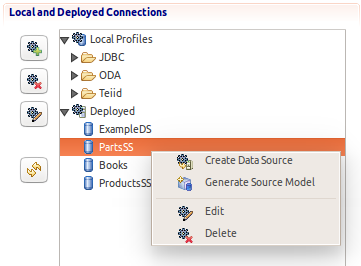 Local and Deployed Connections
Local Profiles
JDBC
ODA
Teiid
Deployed
ExampleDS
PartsSS
Books
ProductsSS
Create Data Source
Generate Source Model
Edit
Delete